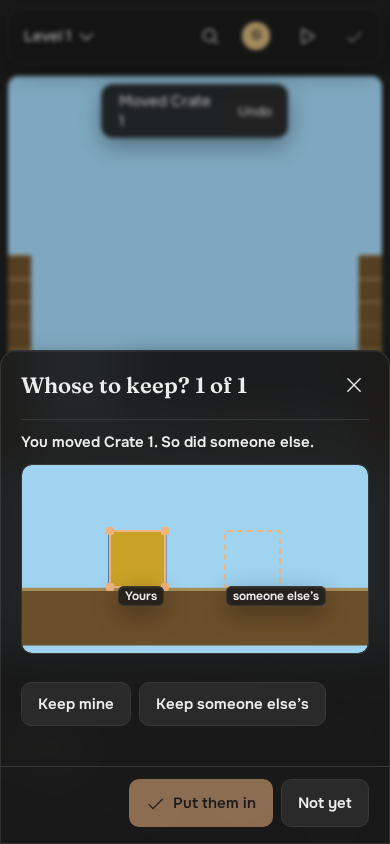 Level 1
Moved Crate
1
Undo
Whose to keep? 1 of 1
You moved Crate 1. So did someone else.
Yours
someone else's
Keep mine
Keep someone else's
Put them in
Not yet